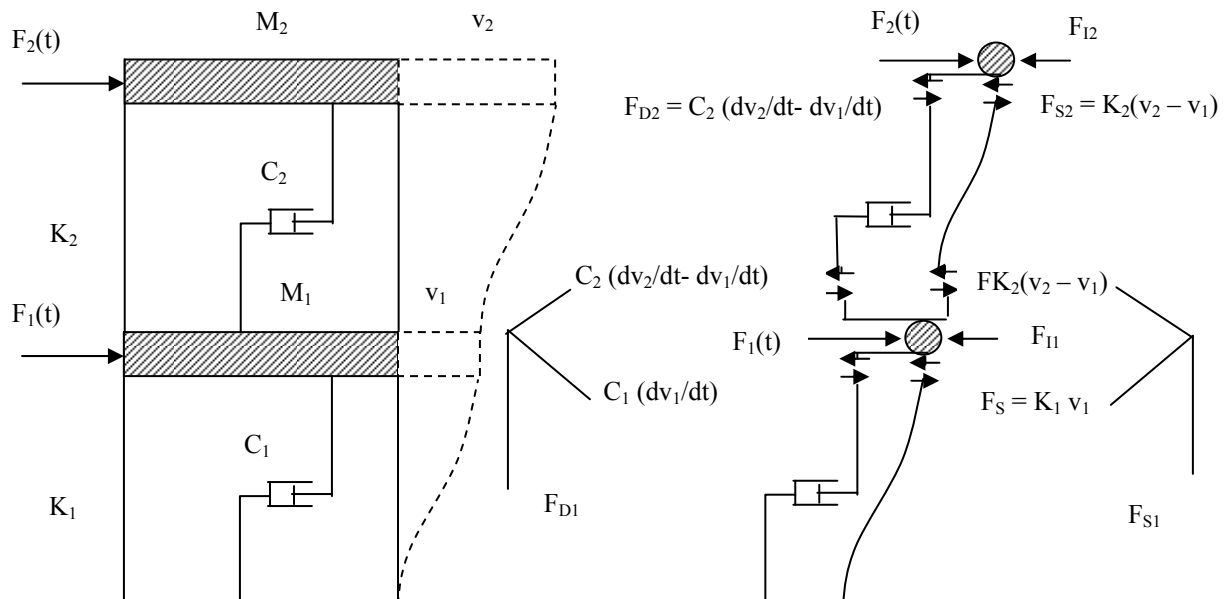 M₂
v₂
F₂(t)
C₂
K₂
M₁
v₁
F₁(t)
C₁
K₁
C₂ (dv₂/dt- dv₁/dt)
C₁ (dv₁/dt)
F_D1
F₂(t)
F_I2
F_D2 = C₂ (dv₂/dt- dv₁/dt)
F_S2 = K₂(v₂ – v₁)
FK₂(v₂ – v₁)
F₁(t)
F_I1
F_S = K₁ v₁
F_S1